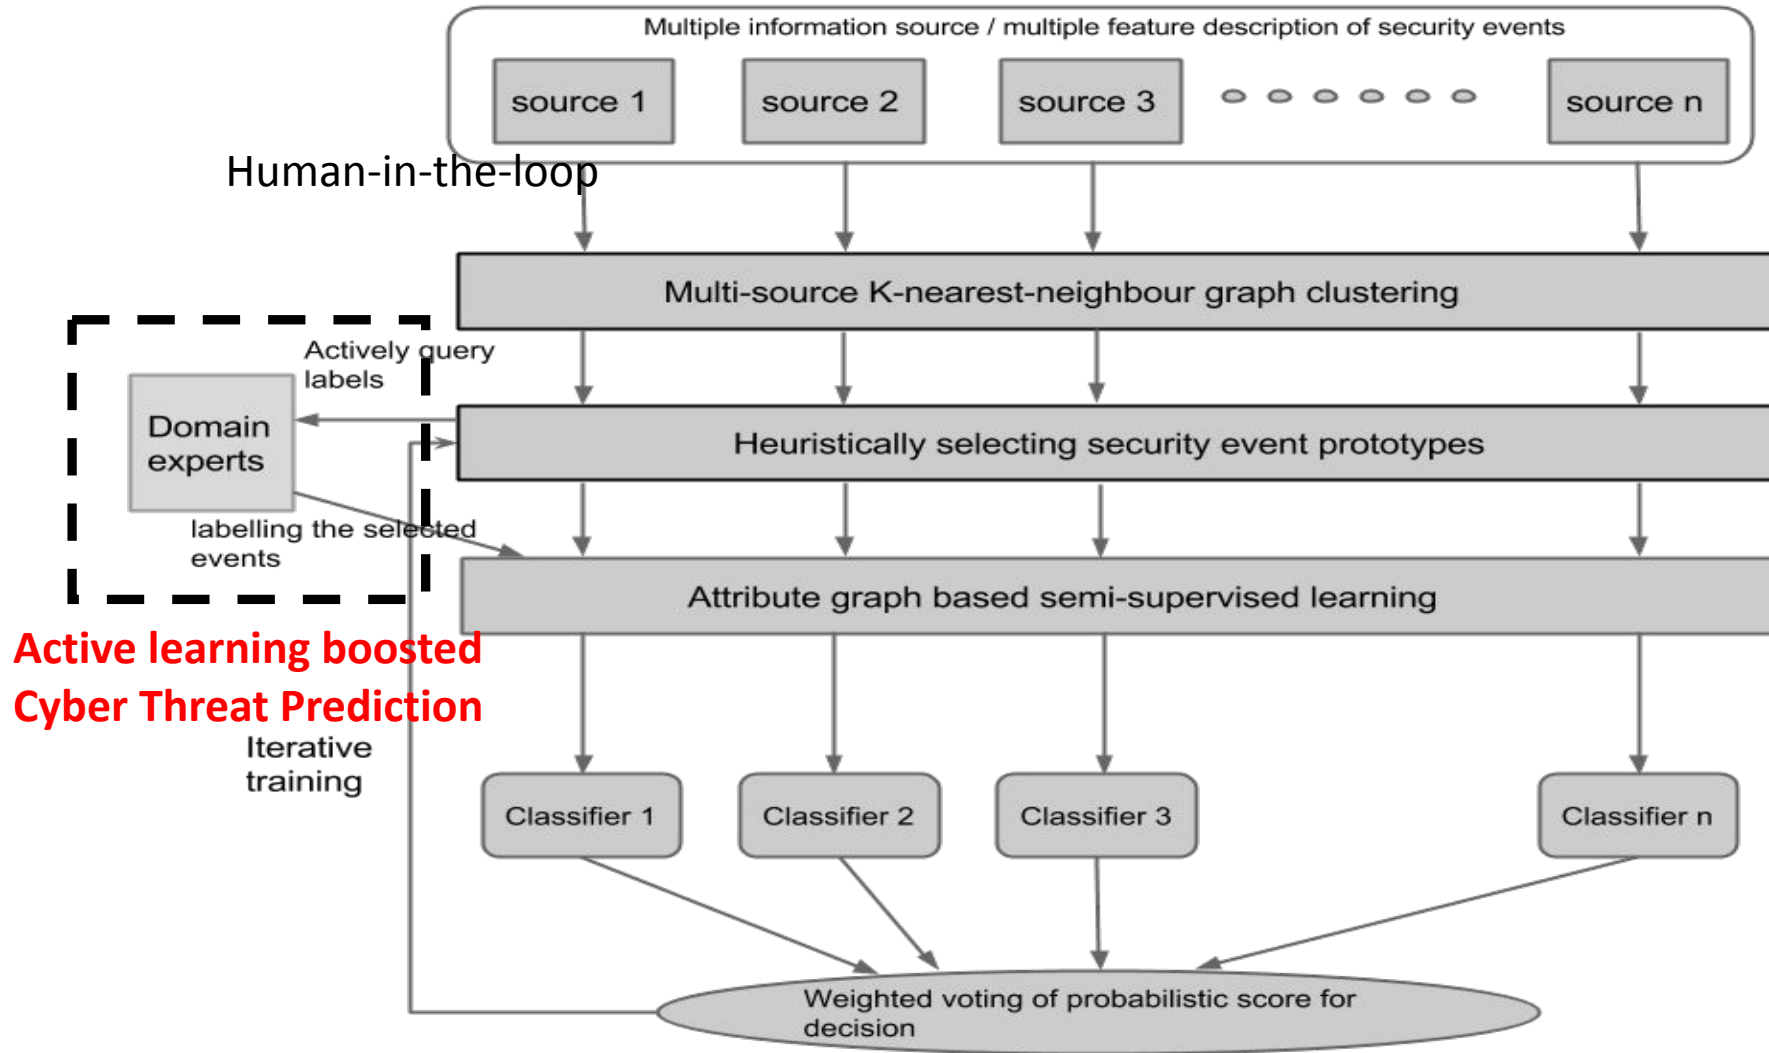 Multiple information source / multiple feature description of security events
source 1
source 2
source 3
source n
Human-in-the-loop
Multi-source K-nearest-neighbour graph clustering
Actively query
labels
Domain
experts
Heuristically selecting security event prototypes
labelling the selected
events
Attribute graph based semi-supervised learning
Active learning boosted
Cyber Threat Prediction
Iterative
training
Classifier 1
Classifier 2
Classifier 3
Classifier n
Weighted voting of probabilistic score for
decision